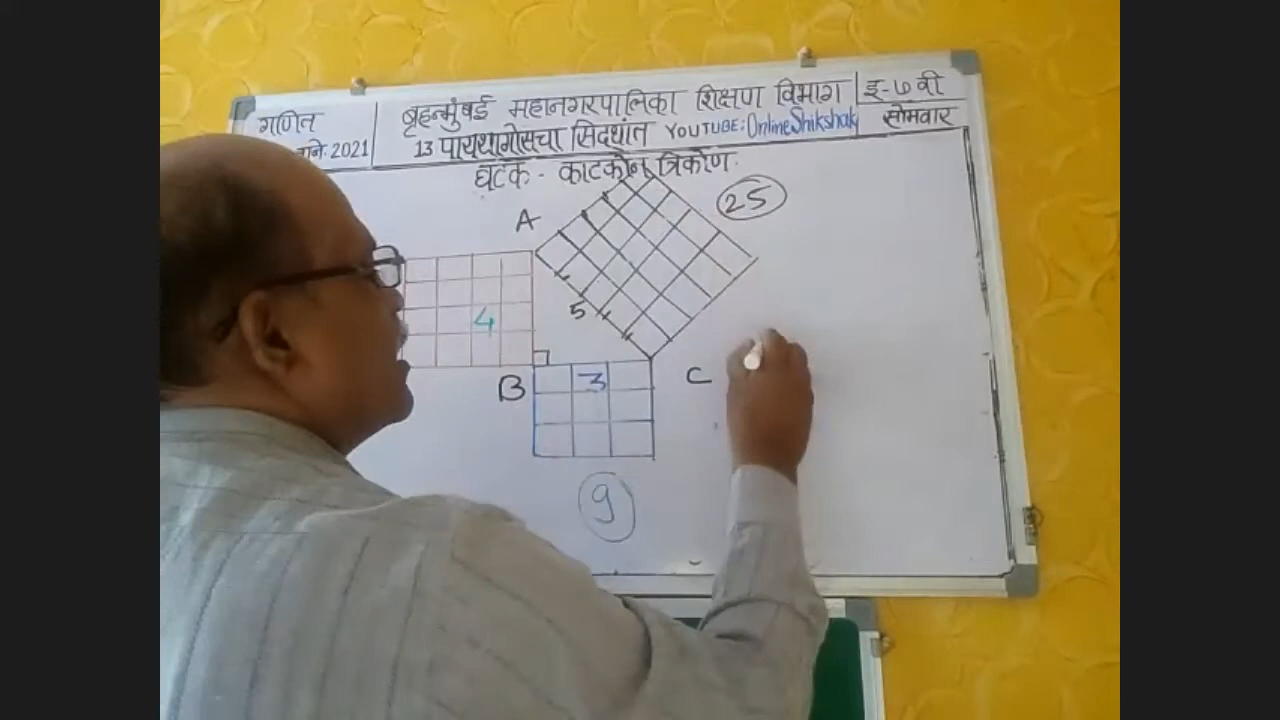 गणित
जाने. 2021
बृहन्मुंबई महानगरपालिका शिक्षण विभाग
इ-७ वी
13 पायथागोसचा सिद्धांत YOUTUBE: OnlineShikshak
सोमवार
घटक - काटकोन त्रिकोण.
25
A
5
4
B
3
C
9